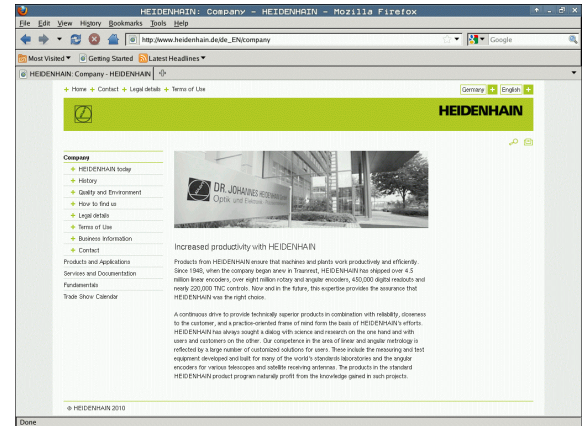 HEIDENHAIN: Company - HEIDENHAIN - Mozilla Firefox
File Edit View History Bookmarks Tools Help
http://www.heidenhain.de/de_EN/company
Google
Most Visited Getting Started Latest Headlines
HEIDENHAIN: Company - HEIDENHAIN
+ Home + Contact + Legal details + Terms of Use
Germany + English +
HEIDENHAIN
Company
+ HEIDENHAIN today
+ History
+ Quality and Environment
+ How to find us
+ Legal details
+ Terms of Use
+ Business Information
+ Contact
Products and Applications
Services and Documentation
Fundamentals
Trade Show Calendar
DR. JOHANNES HEIDENHAIN
Optik und Elektronik
Increased productivity with HEIDENHAIN
Products from HEIDENHAIN ensure that machines and plants work productively and efficiently.
Since 1948, when the company began anew in Traunreut, HEIDENHAIN has shipped over 4.5
million linear encoders, over eight million rotary and angular encoders, 450,000 digital readouts and
nearly 220,000 TNC controls. Now and in the future, this expertise provides the assurance that
HEIDENHAIN was the right choice.
A continuous drive to provide technically superior products in combination with reliability, closeness
to the customer, and a practice-oriented frame of mind form the basis of HEIDENHAIN's efforts.
HEIDENHAIN has always sought a dialog with science and research on the one hand and with
users and customers on the other. Our competence in the area of linear and angular metrology is
reflected by a large number of customized solutions for users. These include the measuring and test
equipment developed and built for many of the world's standards laboratories and the angular
encoders for various telescopes and satellite receiving antennas. The products in the standard
HEIDENHAIN product program naturally profit from the knowledge gained in such projects.
© HEIDENHAIN 2010
Done